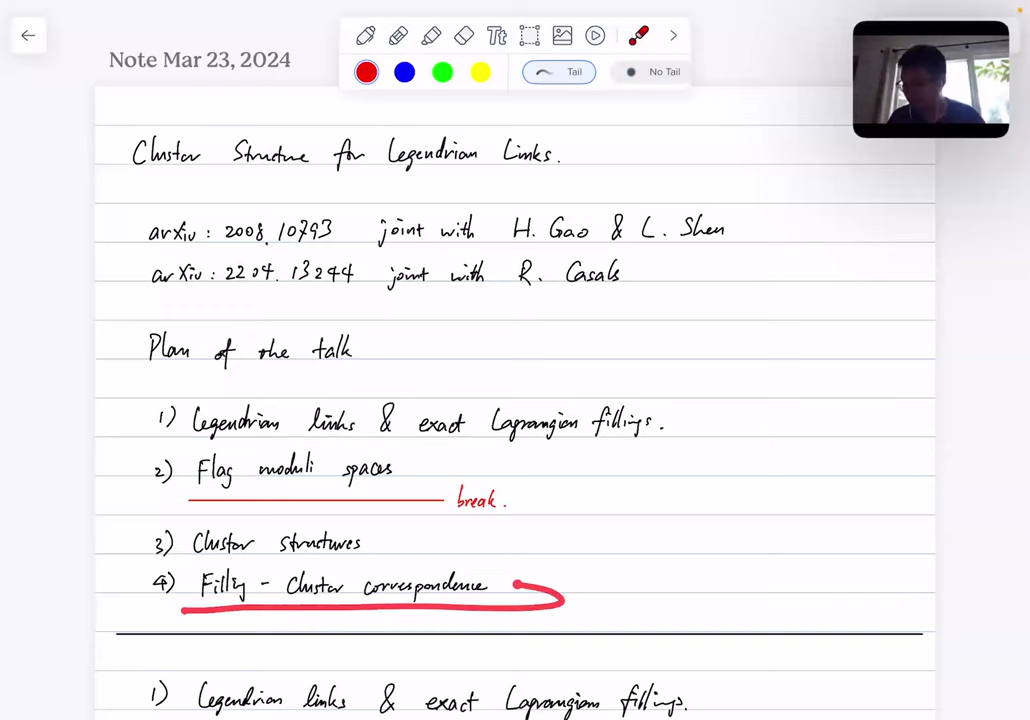 Tt
Tail
No Tail
Note Mar 23, 2024
Cluster Structure for Legendrian Links.
arxiv: 2008.10793 joint with H. Gao & L. Shen
arXiv: 2204.13244 joint with R. Casals
Plan of the talk
1) Legendrian links & exact Lagrangian fillings.
2) Flag moduli spaces
break.
3) Cluster structures
4) Filling - Cluster correspondence
1) Legendrian links & exact Lagrangian fillings.